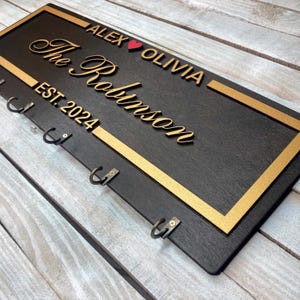 ALEX❤OLIVIA
The Robinson
EST. 2024